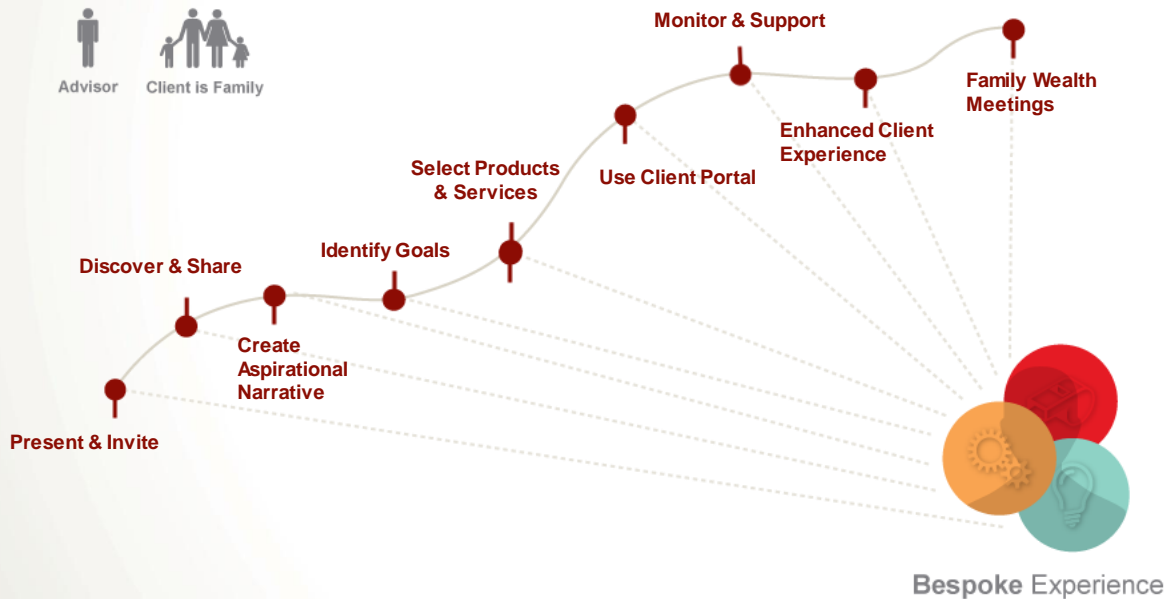 Advisor
Client is Family
Monitor & Support
Family Wealth
Meetings
Enhanced Client
Experience
Select Products
& Services
Use Client Portal
Identify Goals
Discover & Share
Create
Aspirational
Narrative
Present & Invite
Bespoke Experience